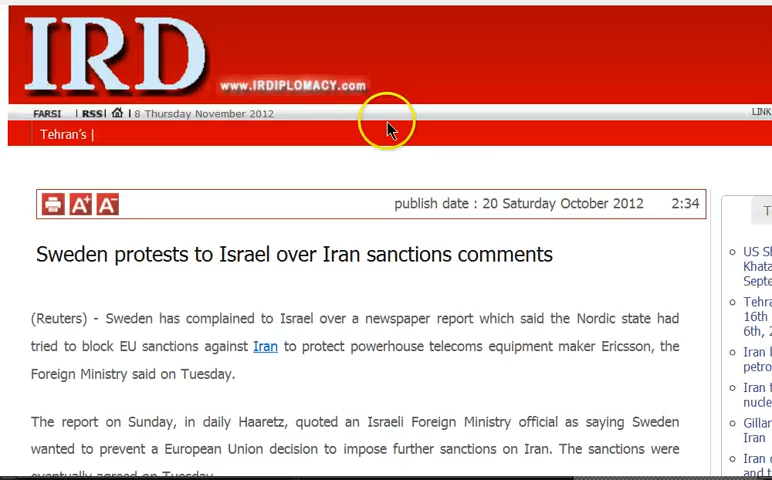 IRD
www.IRDIPLOMACY.com
FARSI | RSS | | 8 Thursday November 2012
LINK
Tehran's |
A+ A-
publish date : 20 Saturday October 2012 2:34
Sweden protests to Israel over Iran sanctions comments
(Reuters) - Sweden has complained to Israel over a newspaper report which said the Nordic state had
tried to block EU sanctions against Iran to protect powerhouse telecoms equipment maker Ericsson, the
Foreign Ministry said on Tuesday.
The report on Sunday, in daily Haaretz, quoted an Israeli Foreign Ministry official as saying Sweden
wanted to prevent a European Union decision to impose further sanctions on Iran. The sanctions were
eventually agreed on Tuesday.
T
US Sh
Khata
Septe
Tehra
16th
6th, 2
Iran l
petro
Iran t
nucle
Gillar
Iran
Iran c
and t